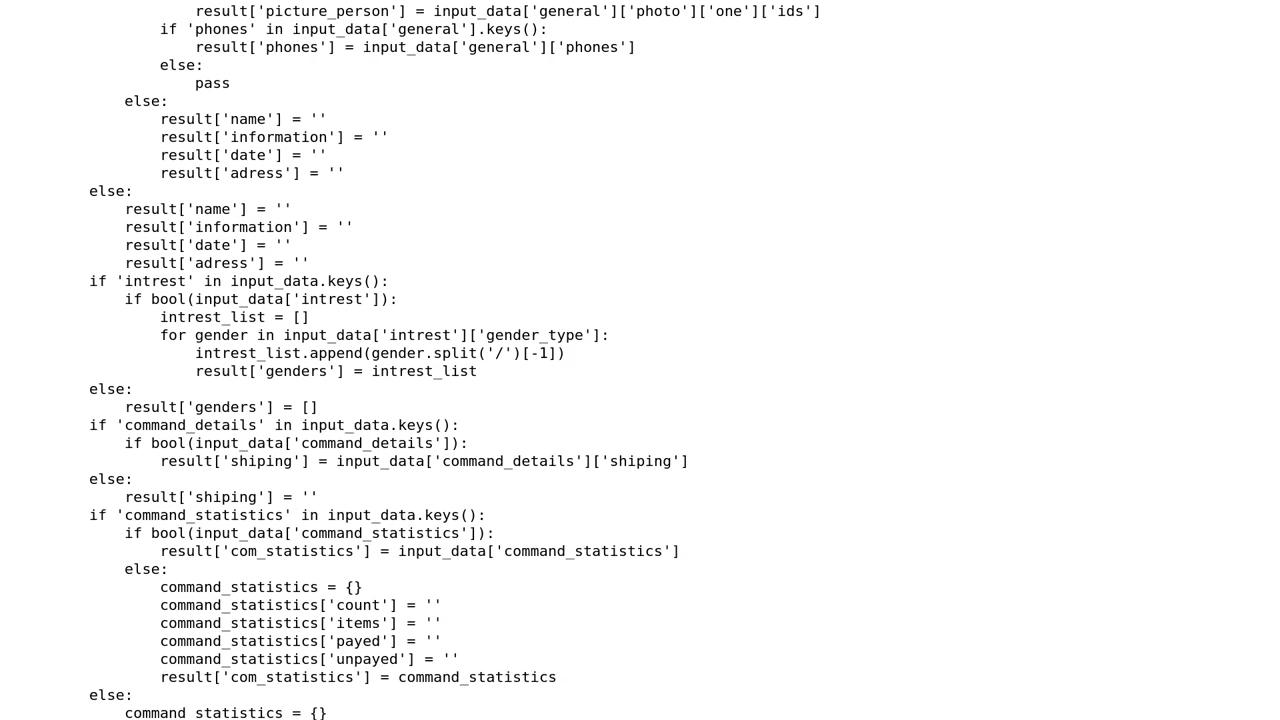 result['picture_person'] = input_data['general']['photo']['one']['ids']
        if 'phones' in input_data['general'].keys():
            result['phones'] = input_data['general']['phones']
        else:
            pass
    else:
        result['name'] = ''
        result['information'] = ''
        result['date'] = ''
        result['adress'] = ''
else:
    result['name'] = ''
    result['information'] = ''
    result['date'] = ''
    result['adress'] = ''
if 'intrest' in input_data.keys():
    if bool(input_data['intrest']):
        intrest_list = []
        for gender in input_data['intrest']['gender_type']:
            intrest_list.append(gender.split('/')[-1])
            result['genders'] = intrest_list
else:
    result['genders'] = []
if 'command_details' in input_data.keys():
    if bool(input_data['command_details']):
        result['shiping'] = input_data['command_details']['shiping']
else:
    result['shiping'] = ''
if 'command_statistics' in input_data.keys():
    if bool(input_data['command_statistics']):
        result['com_statistics'] = input_data['command_statistics']
    else:
        command_statistics = {}
        command_statistics['count'] = ''
        command_statistics['items'] = ''
        command_statistics['payed'] = ''
        command_statistics['unpayed'] = ''
        result['com_statistics'] = command_statistics
else:
    command_statistics = {}